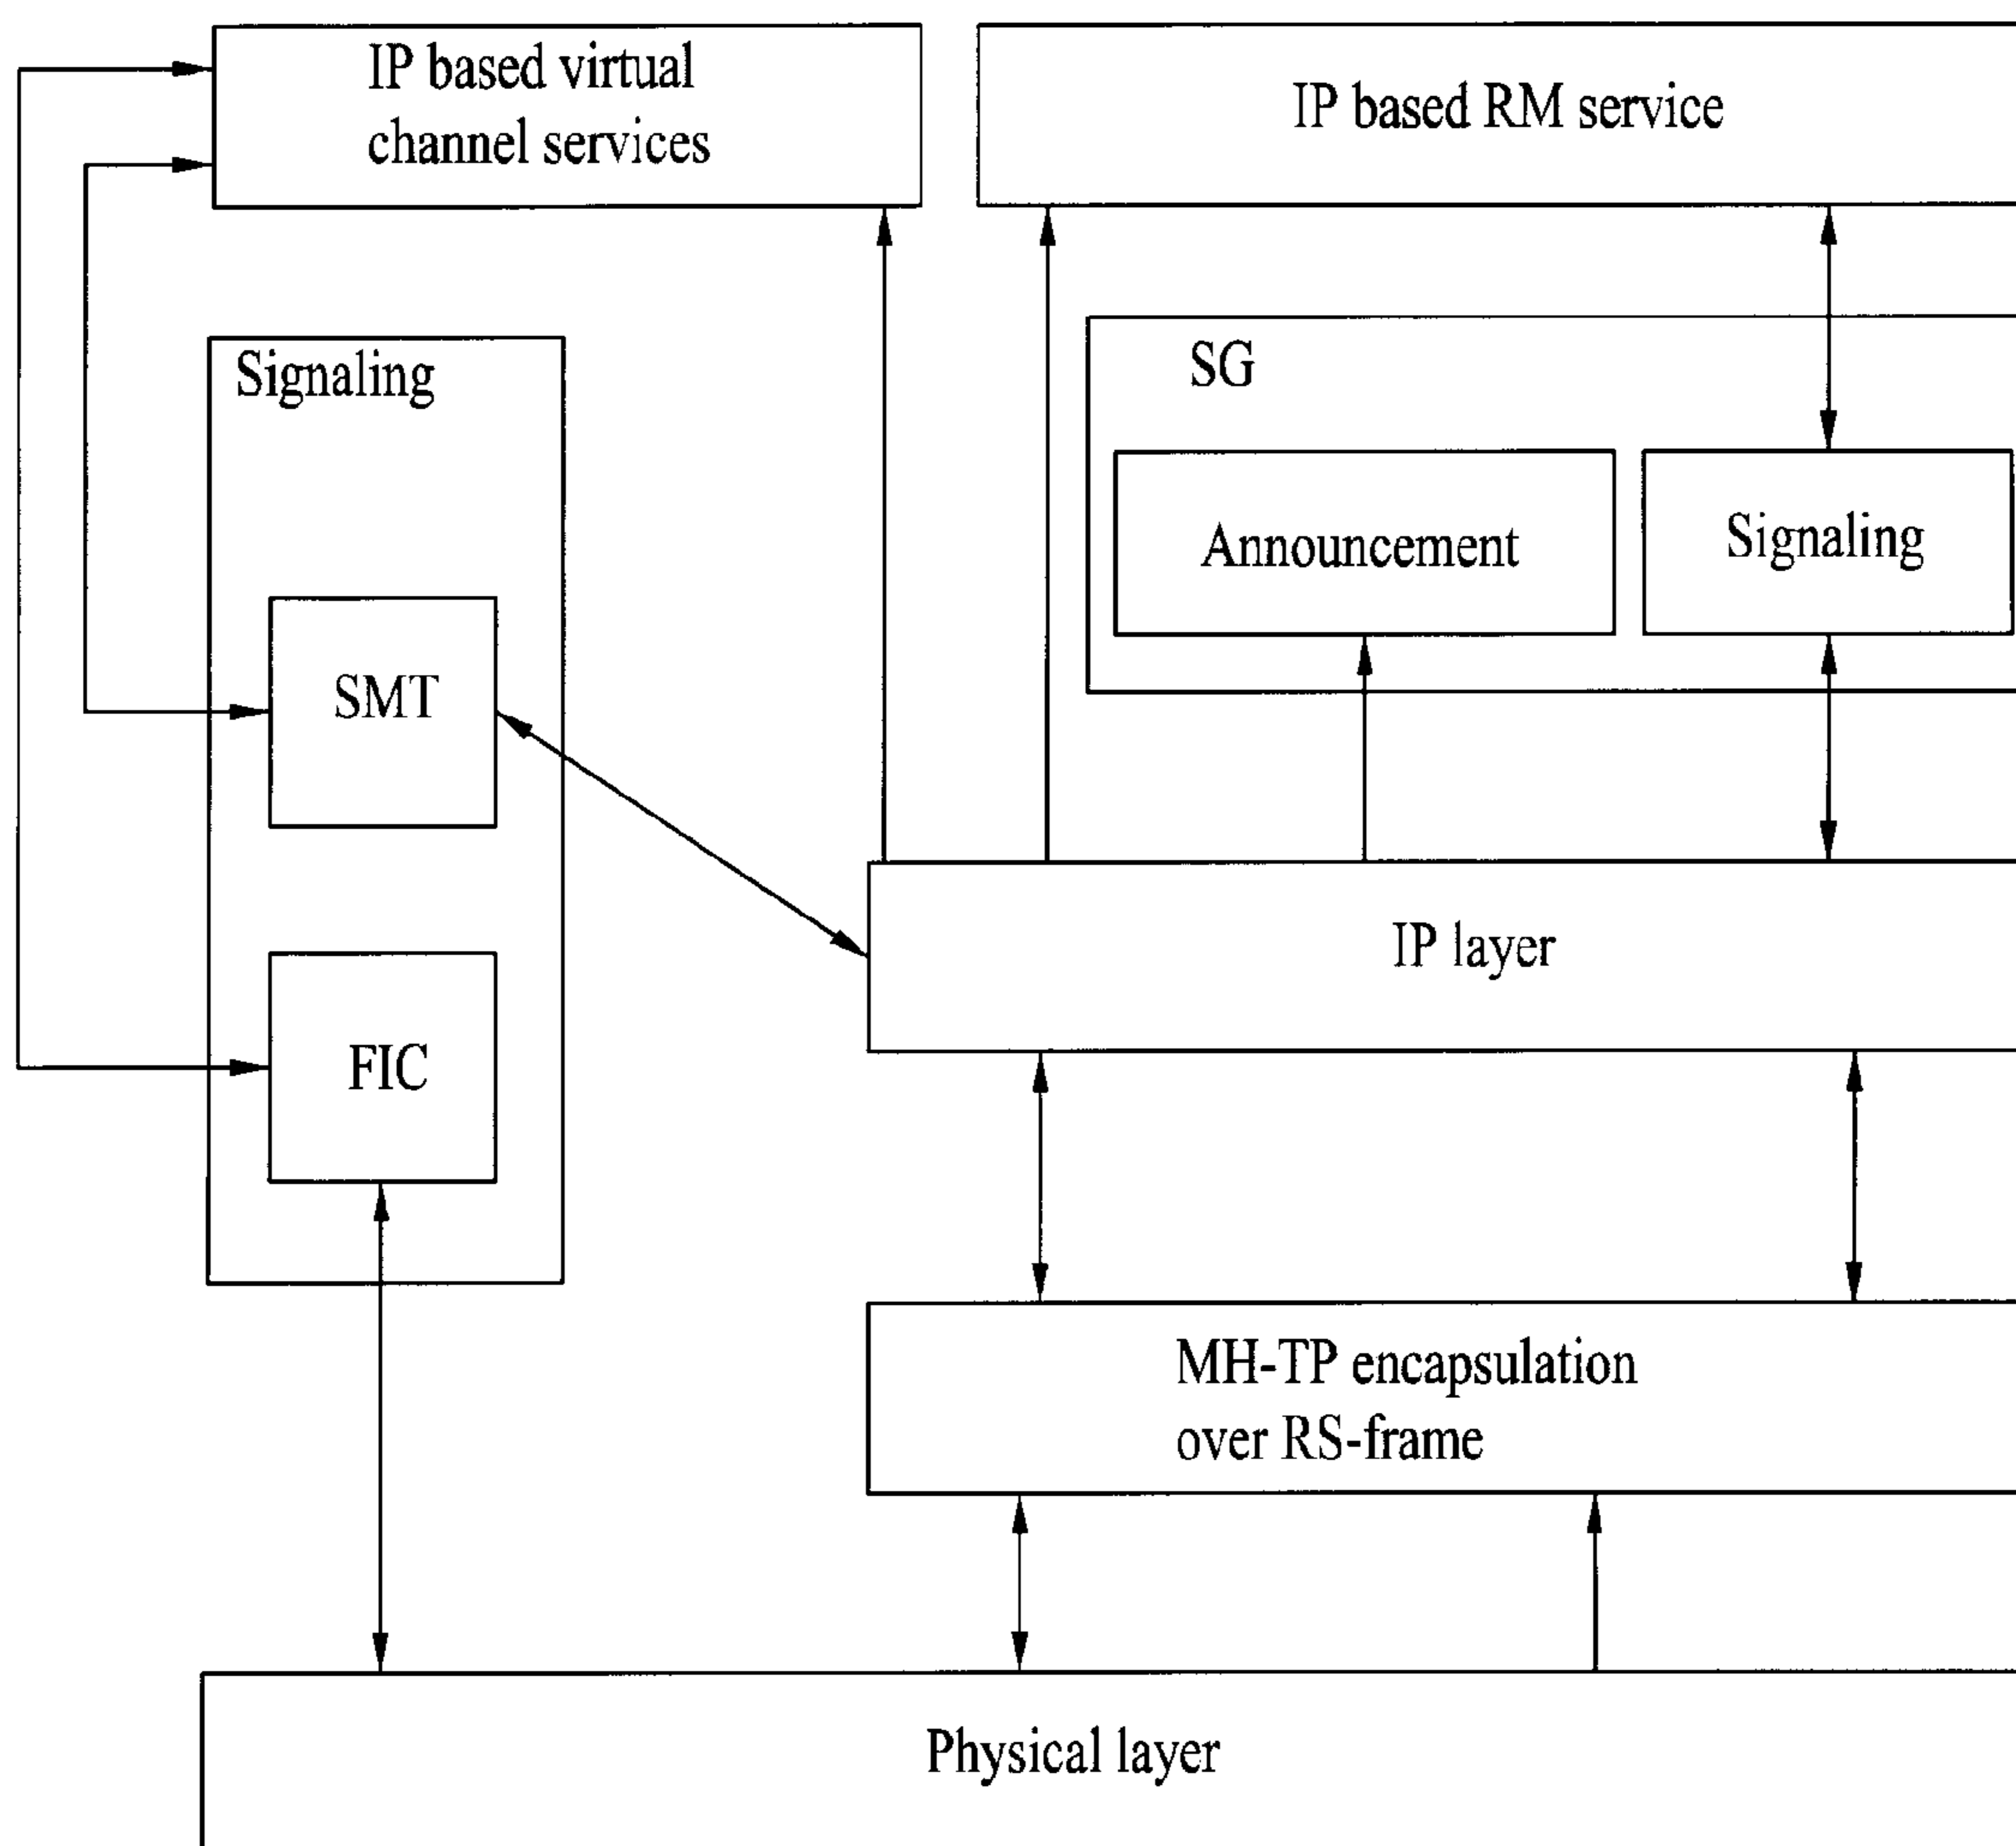 IP based virtual
channel services
IP based RM service
Signaling
SG
Announcement
Signaling
SMT
IP layer
FIC
MH-TP encapsulation
over RS-frame
Physical layer